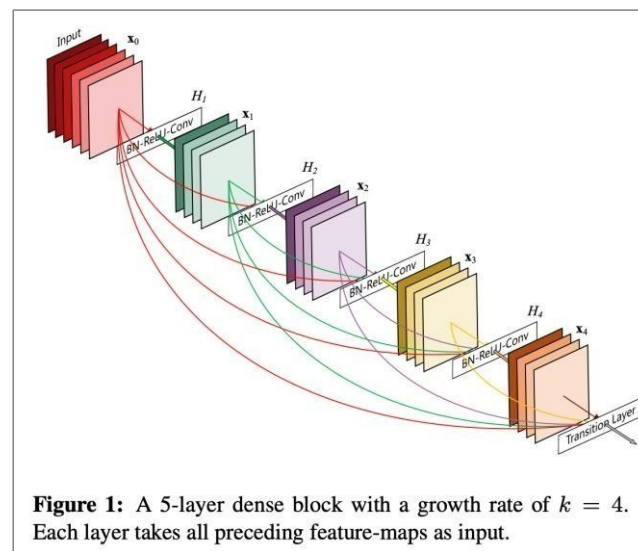 Input
x0
H1
BN-ReLU-Conv
x1
H2
BN-ReLU-Conv
x2
H3
BN-ReLU-Conv
x3
H4
BN-ReLU-Conv
x4
Transition Layer
Figure 1: A 5-layer dense block with a growth rate of k = 4.
Each layer takes all preceding feature-maps as input.